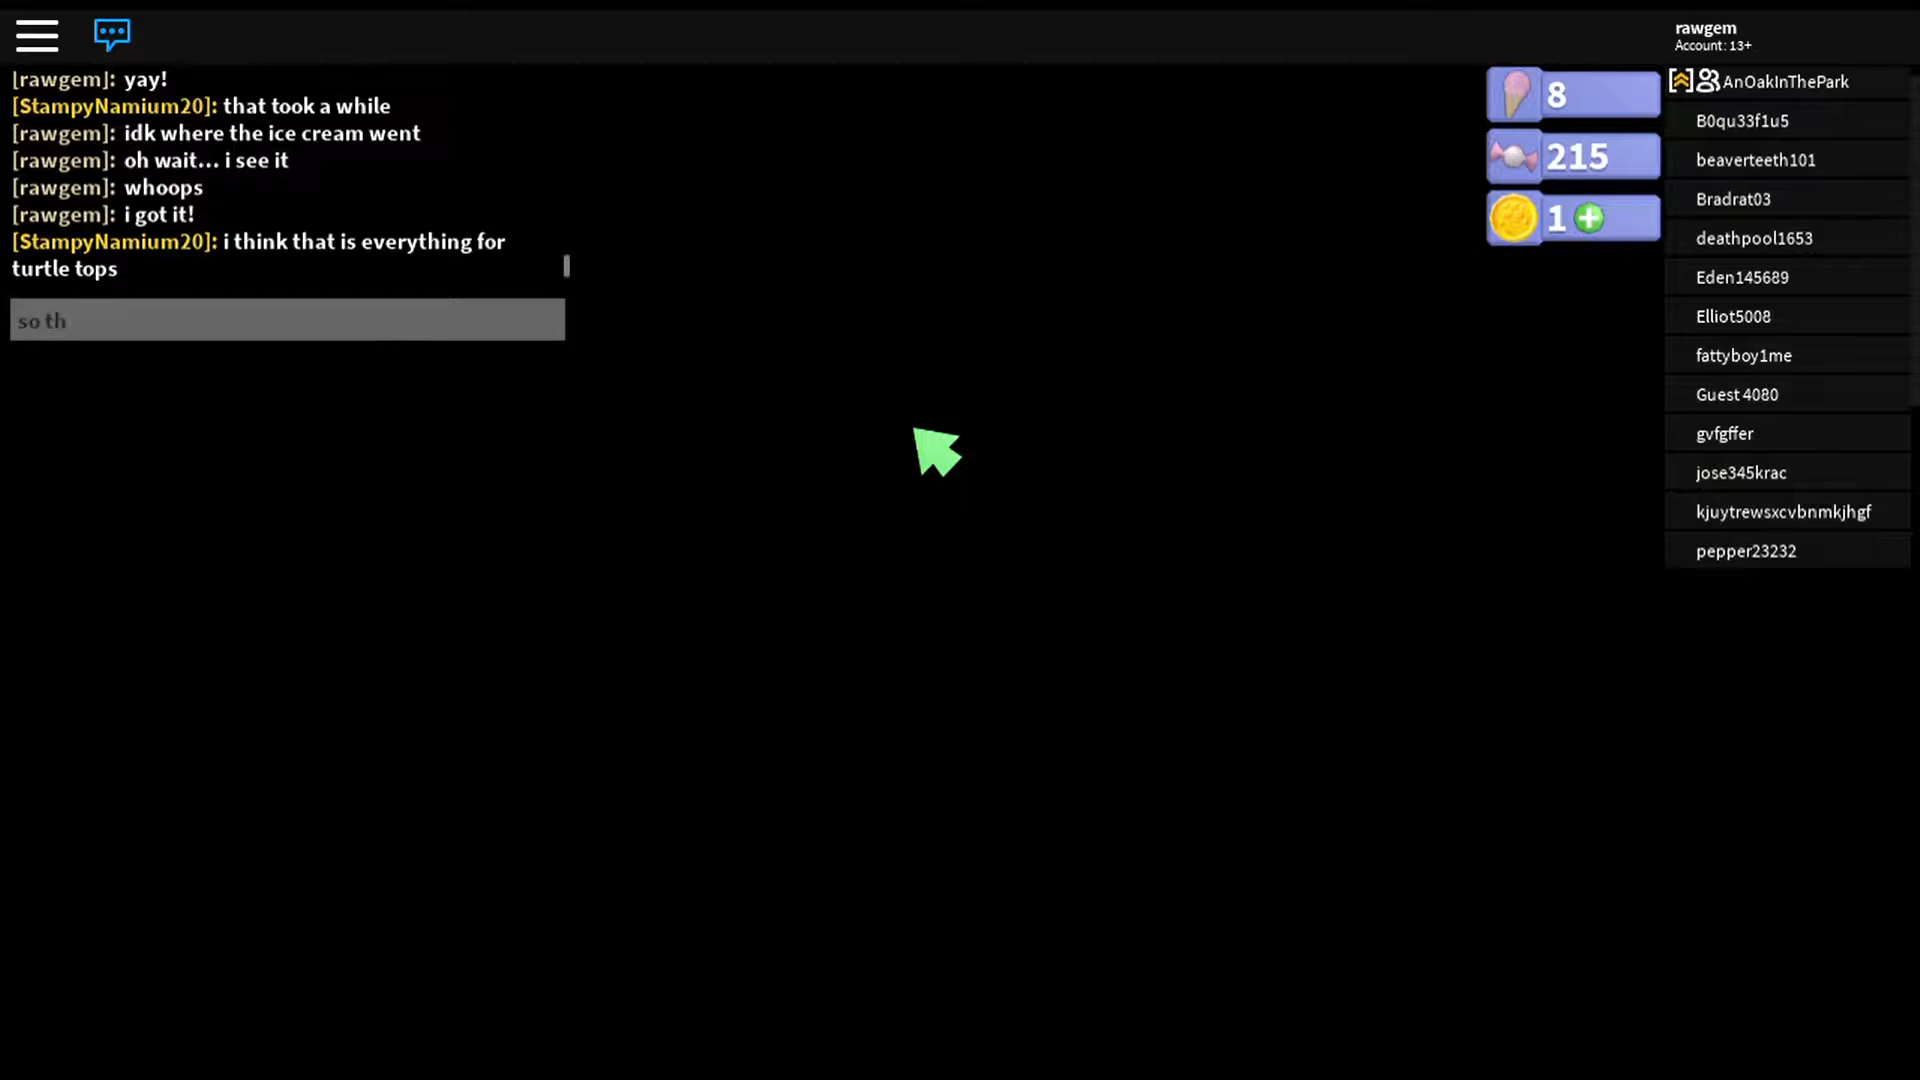 rawgem
Account: 13+
[rawgem]: yay!
[StampyNamium20]: that took a while
[rawgem]: idk where the ice cream went
[rawgem]: oh wait... i see it
[rawgem]: whoops
[rawgem]: i got it!
[StampyNamium20]: i think that is everything for
turtle tops
so th
8
215
1
AnOakInThePark
B0qu33f1u5
beaverteeth101
Bradrat03
deathpool1653
Eden145689
Elliot5008
fattyboy1me
Guest 4080
gvfgffer
jose345krac
kjuytrewsxcvbnmkjhgf
pepper23232